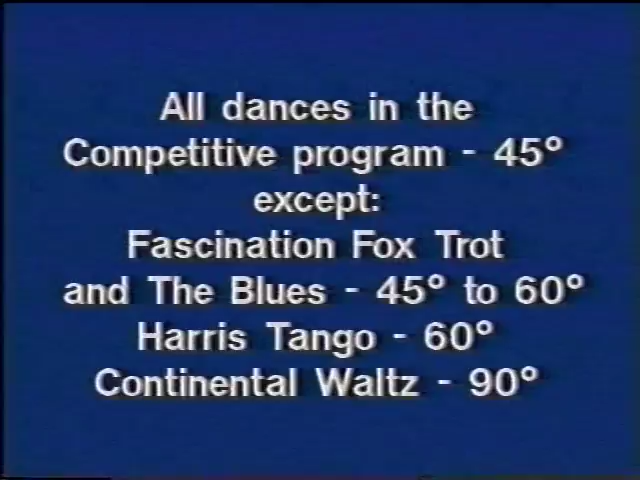 All dances in the
Competitive program - 45°
except:
Fascination Fox Trot
and The Blues - 45° to 60°
Harris Tango - 60°
Continental Waltz - 90°